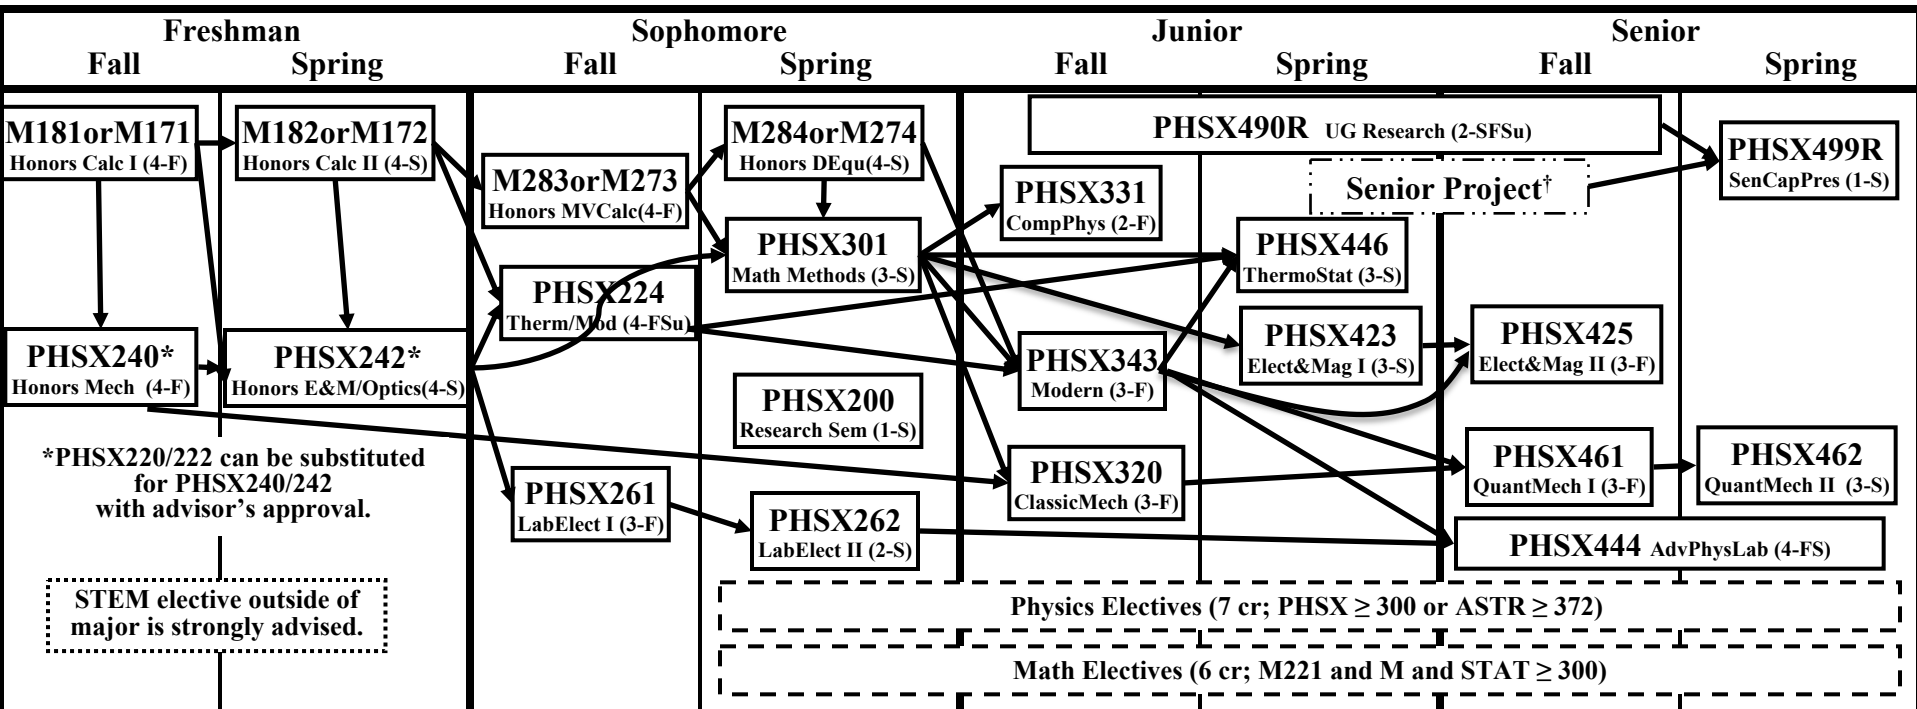 Freshman
Sophomore
Junior
Senior
Fall
Spring
Fall
Spring
Fall
Spring
Fall
Spring
M181orM171
Honors Calc I (4-F)
M182orM172
Honors Calc II (4-S)
M283orM273
Honors MVCalc(4-F)
M284orM274
Honors DEqu(4-S)
PHSX490R UG Research (2-SFSu)
PHSX499R
SenCapPres (1-S)
Senior Project†
PHSX331
CompPhys (2-F)
PHSX301
Math Methods (3-S)
PHSX446
ThermoStat (3-S)
PHSX224
Therm/Mod (4-FSu)
PHSX240*
Honors Mech (4-F)
PHSX242*
Honors E&M/Optics(4-S)
PHSX343
Modern (3-F)
PHSX423
Elect&Mag I (3-S)
PHSX425
Elect&Mag II (3-F)
PHSX200
Research Sem (1-S)
*PHSX220/222 can be substituted
for PHSX240/242
with advisor's approval.
PHSX261
LabElect I (3-F)
PHSX262
LabElect II (2-S)
PHSX320
ClassicMech (3-F)
PHSX461
QuantMech I (3-F)
PHSX462
QuantMech II (3-S)
PHSX444 AdvPhysLab (4-FS)
STEM elective outside of
major is strongly advised.
Physics Electives (7 cr; PHSX ≥ 300 or ASTR ≥ 372)
Math Electives (6 cr; M221 and M and STAT ≥ 300)